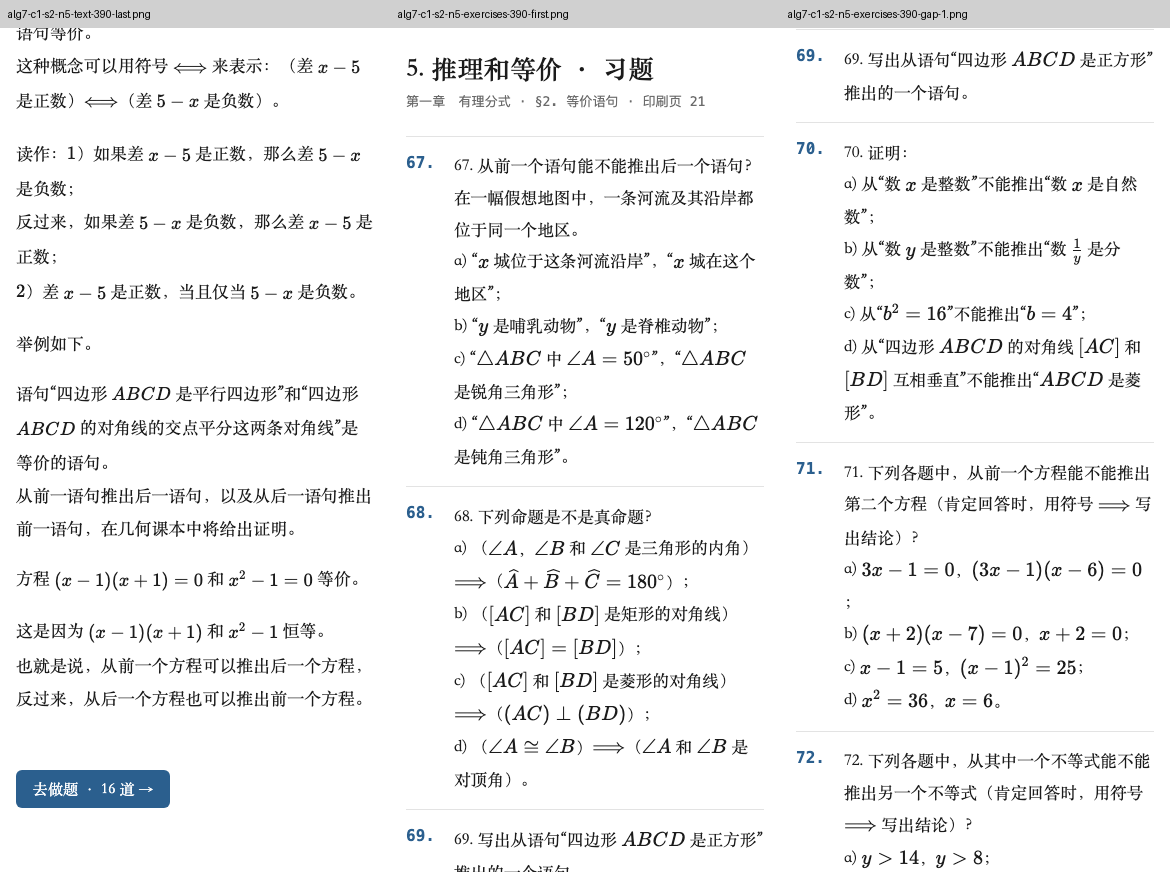 alg7-c1-s2-n5-text-390-last.png
语句等价。
这种概念可以用符号 ⟺ 来表示：（差 x − 5
是正数）⟺（差 5 − x 是负数）。
读作：1）如果差 x − 5 是正数，那么差 5 − x
是负数；
反过来，如果差 5 − x 是负数，那么差 x − 5 是
正数；
2）差 x − 5 是正数，当且仅当 5 − x 是负数。
举例如下。
语句“四边形 ABCD 是平行四边形”和“四边形
ABCD 的对角线的交点平分这两条对角线”是
等价的语句。
从前一语句推出后一语句，以及从后一语句推出
前一语句，在几何课本中将给出证明。
方程 (x − 1)(x + 1) = 0 和 x² − 1 = 0 等价。
这是因为 (x − 1)(x + 1) 和 x² − 1 恒等。
也就是说，从前一个方程可以推出后一个方程，
反过来，从后一个方程也可以推出前一个方程。
去做题 · 16 道 →
alg7-c1-s2-n5-exercises-390-first.png
5. 推理和等价 · 习题
第一章 有理分式 · §2. 等价语句 · 印刷页 21
67. 67. 从前一个语句能不能推出后一个语句？
在一幅假想地图中，一条河流及其沿岸都
位于同一个地区。
a) “x 城位于这条河流沿岸”，“x 城在这个
地区”；
b) “y 是哺乳动物”，“y 是脊椎动物”；
c) “△ABC 中 ∠A = 50°”，“△ABC
是锐角三角形”；
d) “△ABC 中 ∠A = 120°”，“△ABC
是钝角三角形”。
68. 68. 下列命题是不是真命题？
a) （∠A，∠B 和 ∠C 是三角形的内角）
⟹（Â + B̂ + Ĉ = 180°）；
b) （[AC] 和 [BD] 是矩形的对角线）
⟹（[AC] = [BD]）；
c) （[AC] 和 [BD] 是菱形的对角线）
⟹（(AC) ⊥ (BD)）；
d) （∠A ≅ ∠B）⟹（∠A 和 ∠B 是
对顶角）。
69. 69. 写出从语句“四边形 ABCD 是正方形”
推出的一个语句。
alg7-c1-s2-n5-exercises-390-gap-1.png
69. 69. 写出从语句“四边形 ABCD 是正方形”
推出的一个语句。
70. 70. 证明：
a) 从“数 x 是整数”不能推出“数 x 是自然
数”；
b) 从“数 y 是整数”不能推出“数 1/y 是分
数”；
c) 从“b² = 16”不能推出“b = 4”；
d) 从“四边形 ABCD 的对角线 [AC] 和
[BD] 互相垂直”不能推出“ABCD 是菱
形”。
71. 71. 下列各题中，从前一个方程能不能推出
第二个方程（肯定回答时，用符号 ⟹ 写
出结论）？
a) 3x − 1 = 0，(3x − 1)(x − 6) = 0
；
b) (x + 2)(x − 7) = 0，x + 2 = 0；
c) x − 1 = 5，(x − 1)² = 25；
d) x² = 36，x = 6。
72. 72. 下列各题中，从其中一个不等式能不能
推出另一个不等式（肯定回答时，用符号
⟹ 写出结论）？
a) y > 14，y > 8；